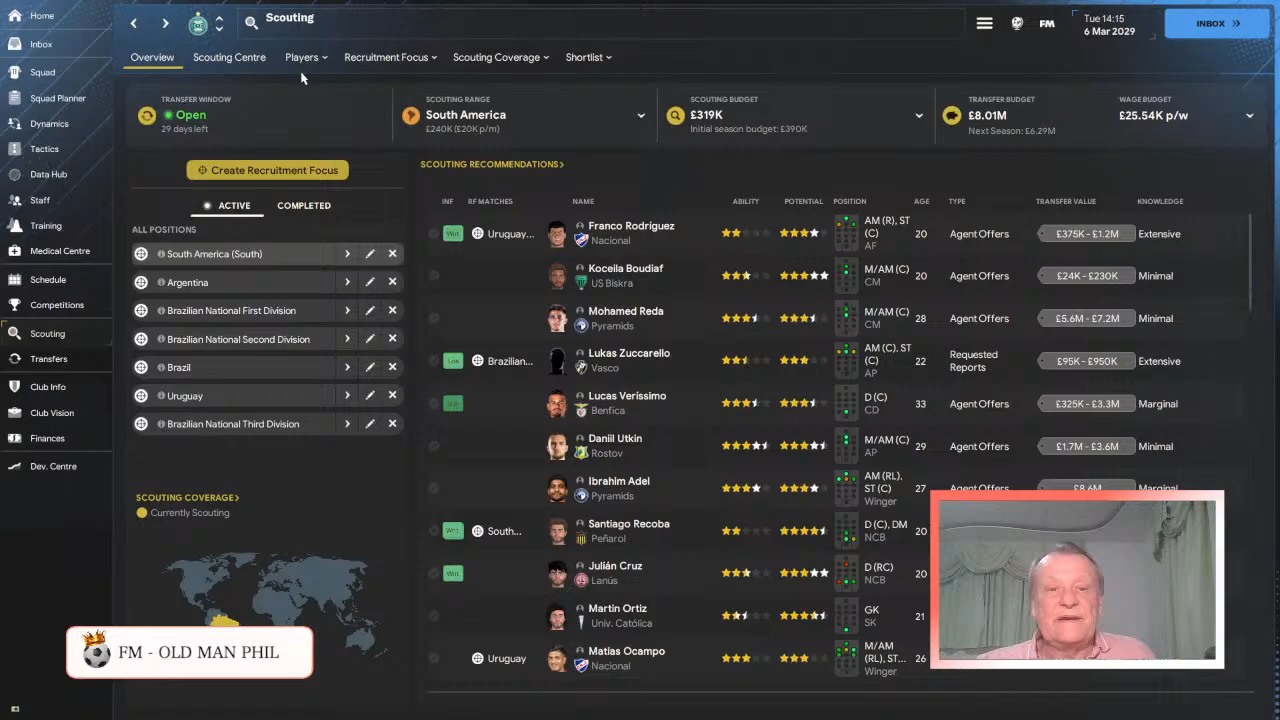 Home
Inbox
Squad
Squad Planner
Dynamics
Tactics
Data Hub
Staff
Training
Medical Centre
Schedule
Competitions
Scouting
Transfers
Club Info
Club Vision
Finances
Dev. Centre
Scouting
FM
Tue 14:15
6 Mar 2029
INBOX
Overview Scouting Centre Players Recruitment Focus Scouting Coverage Shortlist
TRANSFER WINDOW
Open
29 days left
SCOUTING RANGE
South America
£240K (£20K p/m)
SCOUTING BUDGET
£319K
Initial season budget: £390K
TRANSFER BUDGET
£8.01M
Next Season: £6.29M
WAGE BUDGET
£25.54K p/w
Create Recruitment Focus
ACTIVE COMPLETED
ALL POSITIONS
South America (South)
Argentina
Brazilian National First Division
Brazilian National Second Division
Brazil
Uruguay
Brazilian National Third Division
SCOUTING COVERAGE>
Currently Scouting
SCOUTING RECOMMENDATIONS>
INF RF MATCHES NAME ABILITY POTENTIAL POSITION AGE TYPE TRANSFER VALUE KNOWLEDGE
Wnt Uruguay... Franco Rodríguez AM (R), ST (C) 20 Agent Offers £375K - £1.2M Extensive
Nacional AF
Koceila Boudiaf M/AM (C) 20 Agent Offers £24K - £230K Minimal
US Biskra CM
Mohamed Reda M/AM (C) 28 Agent Offers £5.6M - £7.2M Minimal
Pyramids CM
Loa Brazilian... Lukas Zuccarello AM (C), ST (C) 22 Requested Reports £95K - £950K Extensive
Vasco AP
Lucas Veríssimo D (C) 33 Agent Offers £325K - £3.3M Marginal
Benfica CD
Daniil Utkin M/AM (C) 29 Agent Offers £1.7M - £3.6M Minimal
Rostov AP
Ibrahim Adel AM (RL), ST (C) 27 Agent Offers £8.6M Marginal
Pyramids Winger
Wnt South... Santiago Recoba D (C), DM 20
Peñarol NCB
Wnt Julián Cruz D (RC) 20
Lanús NCB
Martin Ortiz GK 21
Univ. Católica SK
Uruguay Matías Ocampo M/AM (RL), ST... 26
Nacional Winger
FM - OLD MAN PHIL